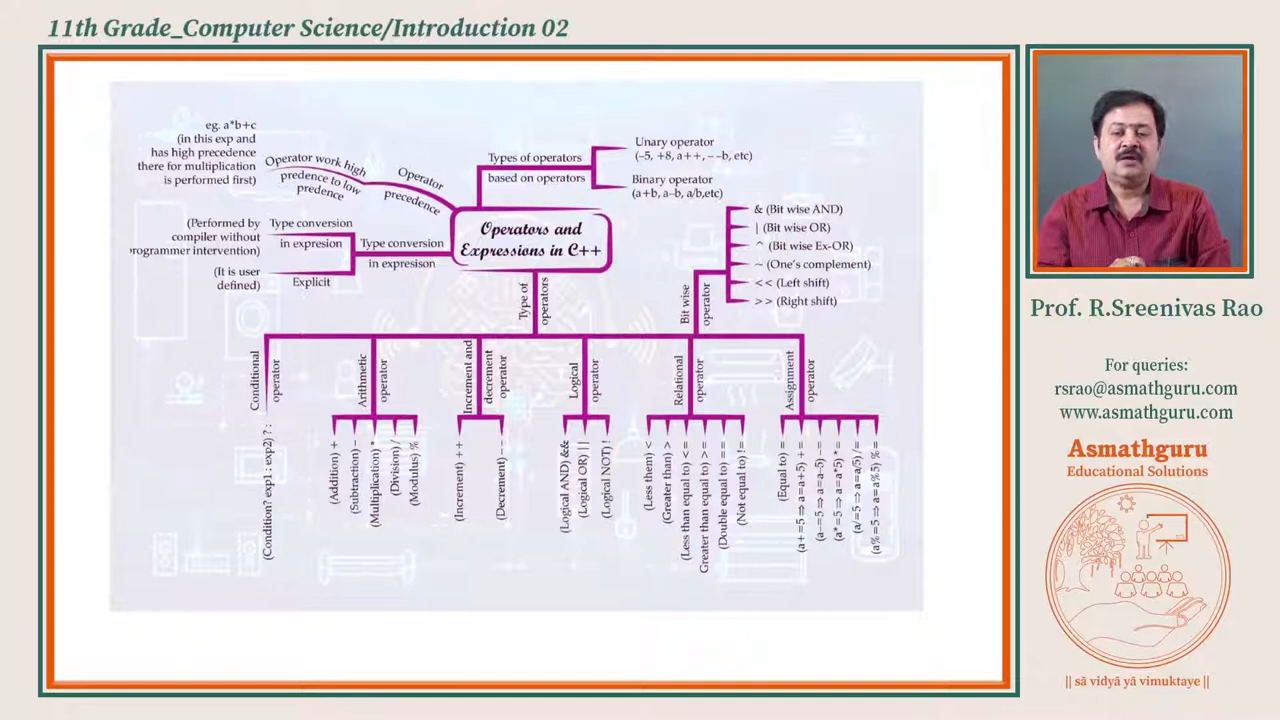 11th Grade_Computer Science/Introduction 02
eg. a*b+c
(in this exp and
has high precedence
there for multiplication
is performed first)
Operator work high
predence to low
predence
Operator
precedence
Types of operators
based on operators
Unary operator
(–5, +8, a++, – –b, etc)
Binary operator
(a+b, a–b, a/b,etc)
(Performed by
compiler without
rogrammer intervention)
Type conversion
in expresion
(It is user
defined)
Explicit
Type conversion
in expresison
Operators and
Expressions in C++
& (Bit wise AND)
| (Bit wise OR)
^ (Bit wise Ex-OR)
~ (One's complement)
<< (Left shift)
>> (Right shift)
Type of
operators
Bit wise
operator
Conditional
operator
Arithmetic
operator
Increment and
decrement
operator
Logical
operator
Relational
operator
Assignment
operator
(Condition? exp1 : exp2) ? :
(Addition) +
(Subtraction) –
(Multiplication) *
(Division) /
(Modulus) %
(Increment) ++
(Decrement) – –
(Logical AND) &&
(Logical OR) ||
(Logical NOT) !
(Less them) <
(Greater than) >
(Less than equal to) <=
Greater than equal to) >=
(Double equal to) ==
(Not equal to) !=
(Equal to) =
(a+=5 ⇒ a=a+5) +=
(a–=5 ⇒ a=a–5) –=
(a*=5 ⇒ a=a*5) *=
(a/=5 ⇒ a=a/5) /=
(a%=5 ⇒ a=a%5) %=
Prof. R.Sreenivas Rao
For queries:
rsrao@asmathguru.com
www.asmathguru.com
Asmathguru
Educational Solutions
|| sā vidyā yā vimuktaye ||